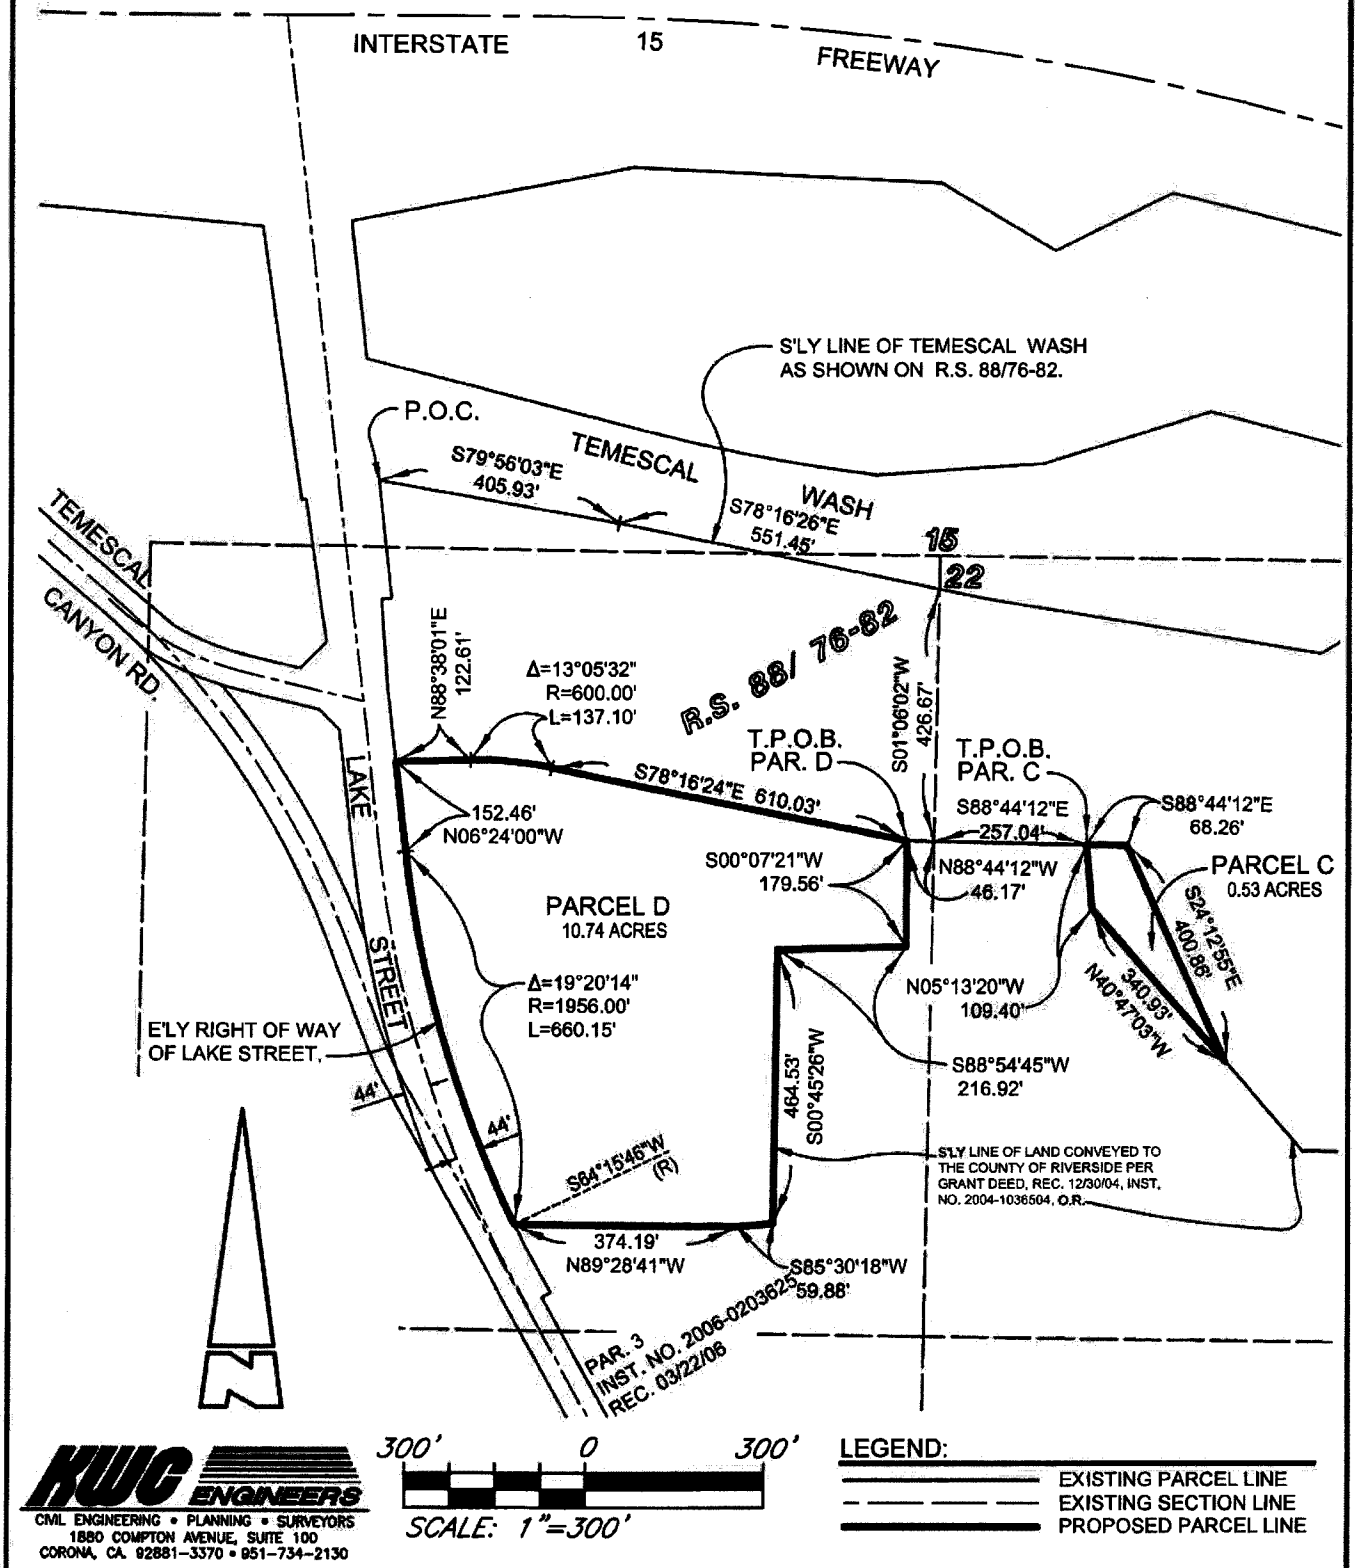 INTERSTATE 15 FREEWAY
S'LY LINE OF TEMESCAL WASH
AS SHOWN ON R.S. 88/76-82.
P.O.C.
S79°56'03"E
405.93'
TEMESCAL WASH
S78°16'26"E
551.45'
15
22
TEMESCAL
CANYON RD.
N88°38'01"E
122.61'
Δ=13°05'32"
R=600.00'
L=137.10'
R.S. 88/ 76-82
S01°06'02"W
426.67'
T.P.O.B.
PAR. D
T.P.O.B.
PAR. C
S78°16'24"E 610.03'
S88°44'12"E
257.04'
S88°44'12"E
68.26'
LAKE
STREET
152.46'
N06°24'00"W
S00°07'21"W
179.56'
N88°44'12"W
46.17'
PARCEL C
0.53 ACRES
PARCEL D
10.74 ACRES
S24°12'55"E
400.86'
340.93'
N40°47'03"W
N05°13'20"W
109.40'
Δ=19°20'14"
R=1956.00'
L=660.15'
E'LY RIGHT OF WAY
OF LAKE STREET.
464.53'
S00°45'26"W
S88°54'45"W
216.92'
44'
44'
S64°15'46"W
(R)
S'LY LINE OF LAND CONVEYED TO
THE COUNTY OF RIVERSIDE PER
GRANT DEED, REC. 12/30/04, INST.
NO. 2004-1036504, O.R.
374.19'
N89°28'41"W
S85°30'18"W
59.88'
PAR. 3
INST. NO. 2006-0203625
REC. 03/22/06
N
KWC
ENGINEERS
CIVIL ENGINEERING • PLANNING • SURVEYORS
1880 COMPTON AVENUE, SUITE 100
CORONA, CA. 92881-3370 • 951-734-2130
300' 0 300'
SCALE: 1"=300'
LEGEND:
EXISTING PARCEL LINE
EXISTING SECTION LINE
PROPOSED PARCEL LINE